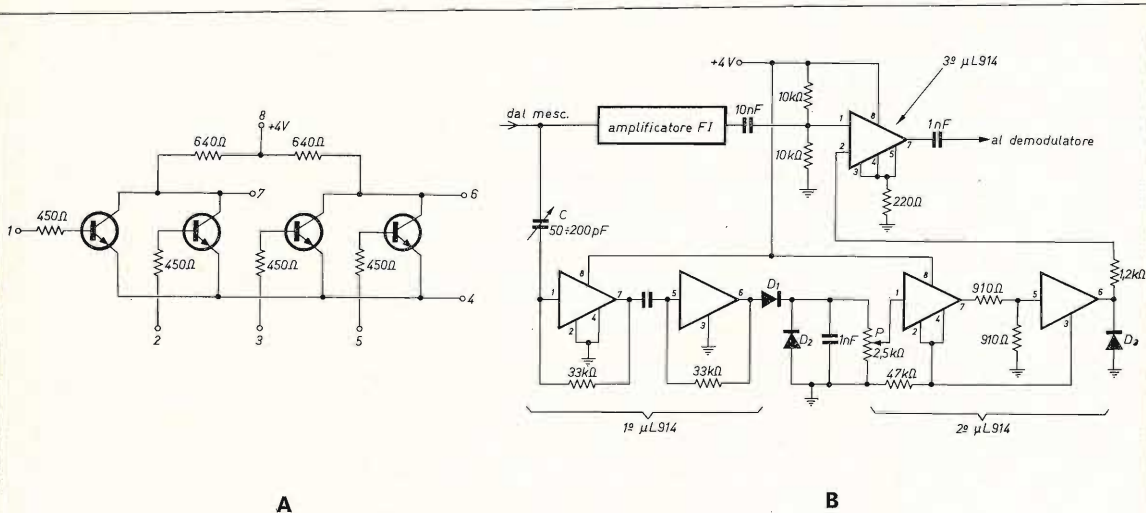 8
+4V
640Ω 640Ω
7
6
450Ω
1
450Ω
450Ω
450Ω
4
2
3
5
A
+4V
3º µL914
dal mesc.
amplificatore FI
10nF
10kΩ
10kΩ
1
2
8
3
4
5
7
1nF
al demodulatore
220Ω
C
50÷200pF
1
8
7
2
4
33kΩ
5
6
3
33kΩ
D1
D2
1nF
P
2,5kΩ
1
8
7
2
4
47kΩ
910Ω
910Ω
5
6
3
1,2kΩ
D3
1º µL914
2º µL914
B